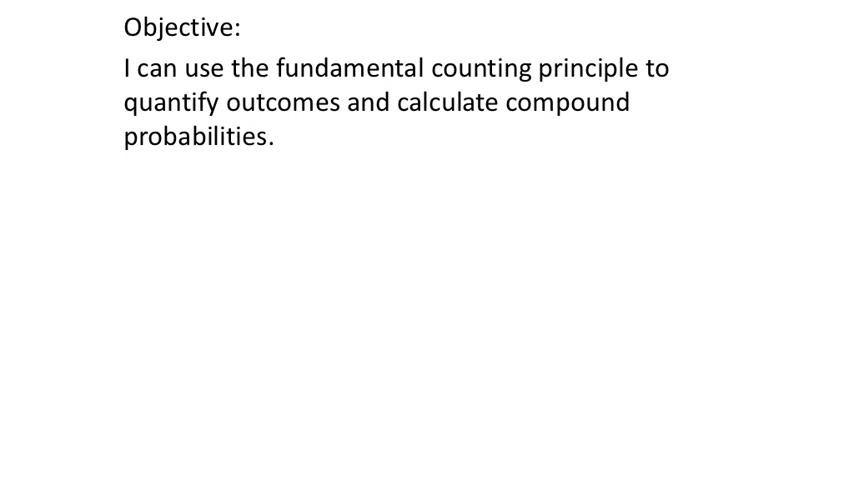 Objective:
I can use the fundamental counting principle to
quantify outcomes and calculate compound
probabilities.